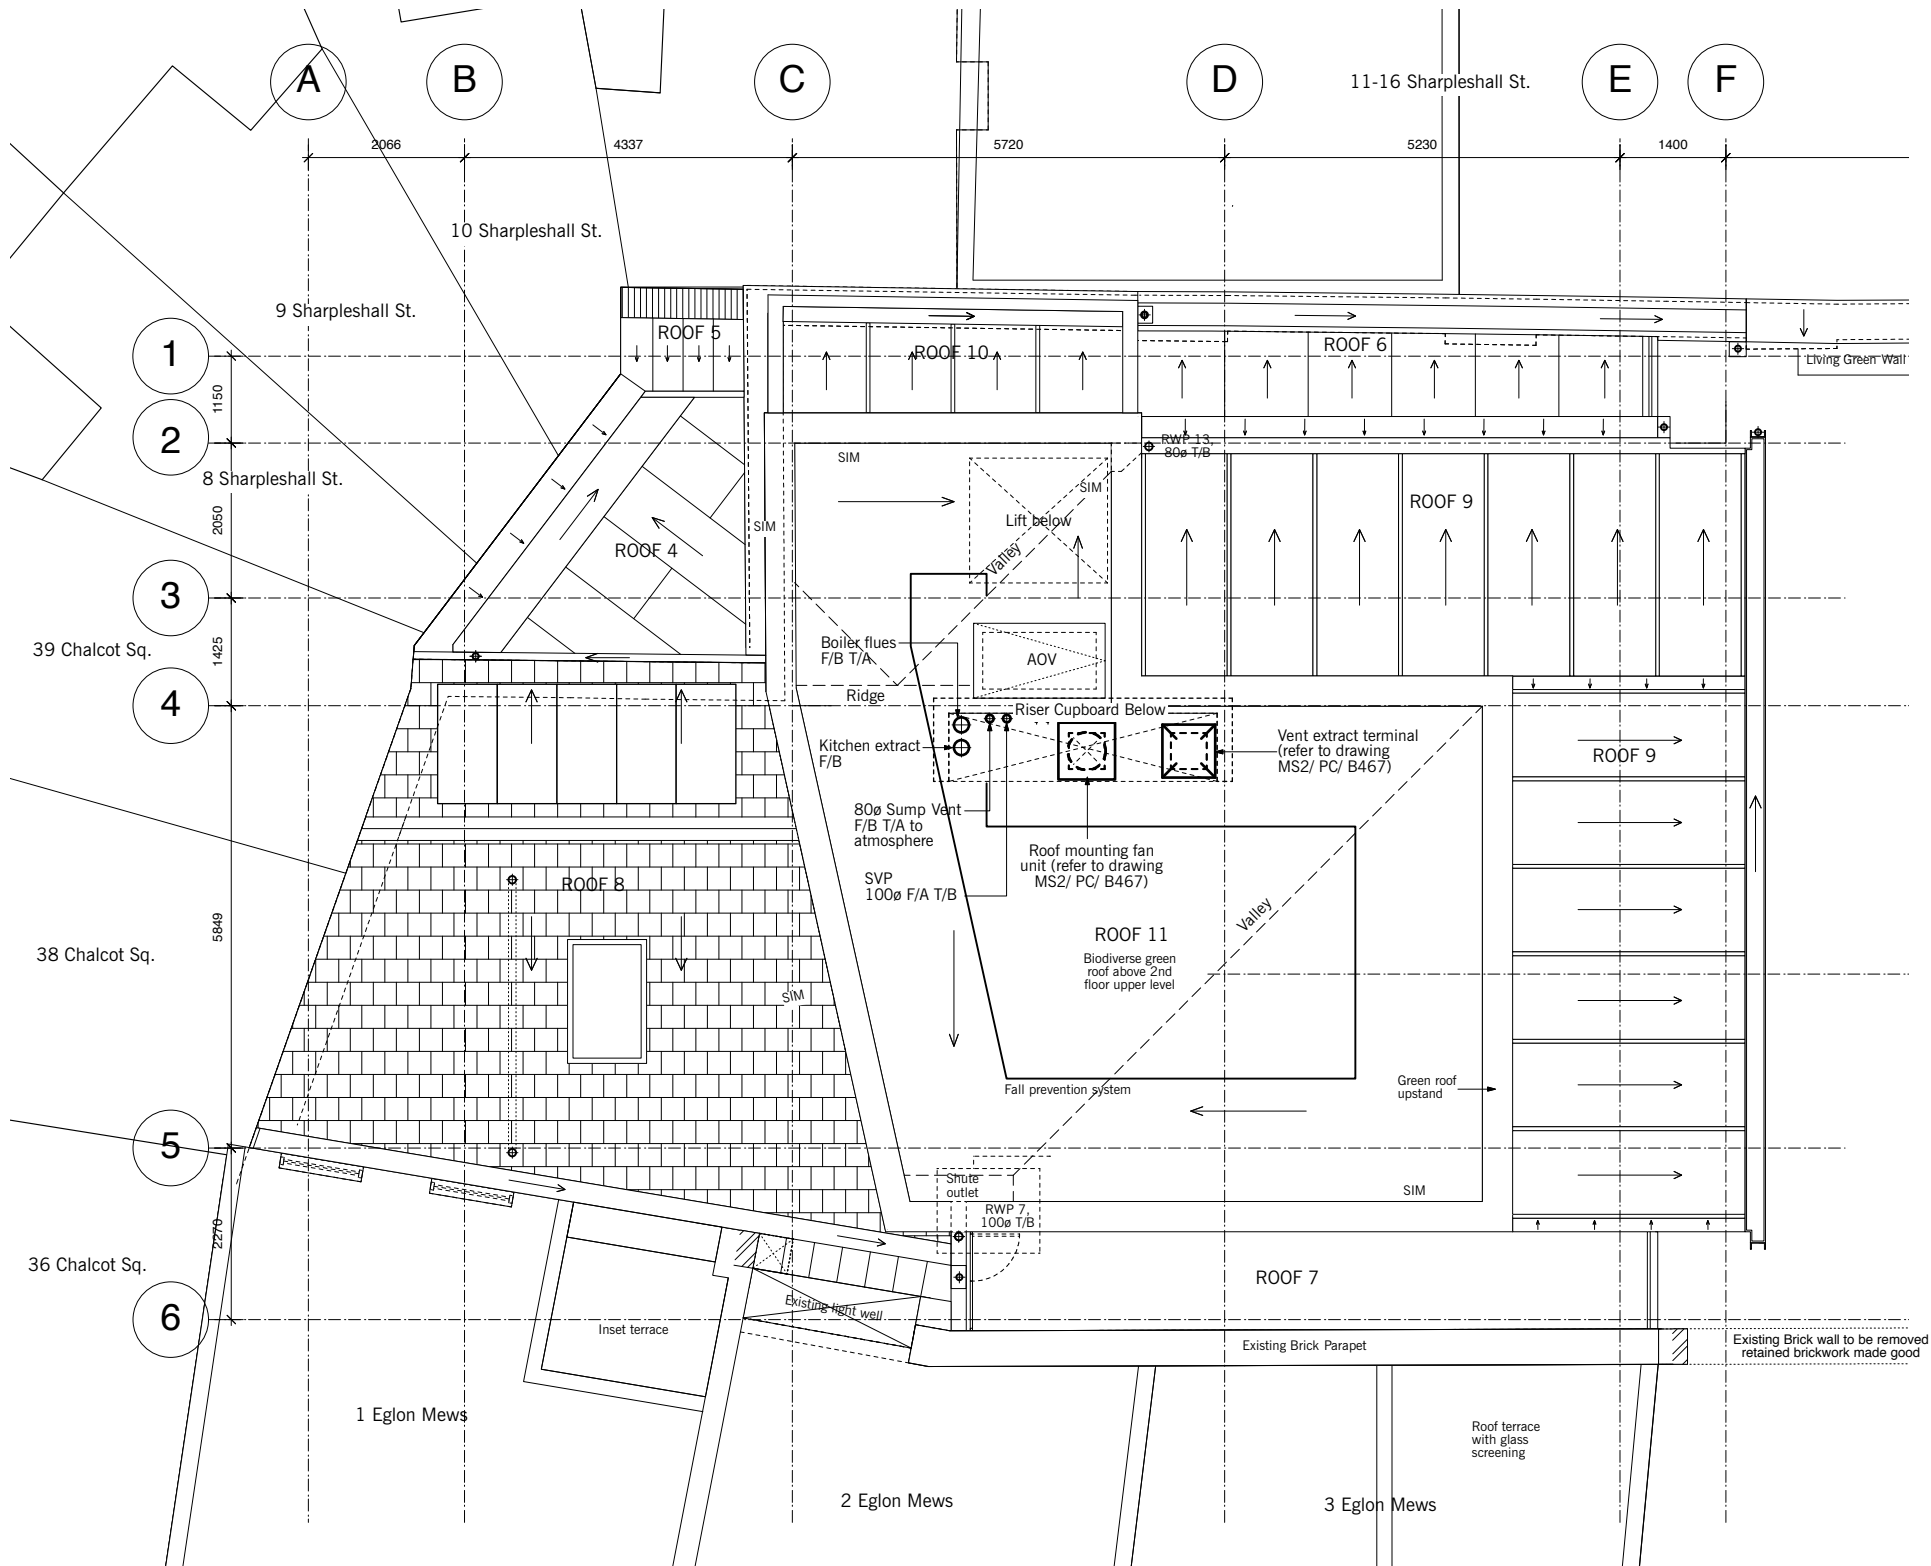 A
B
C
D
E
F
11-16 Sharpleshall St.
2066
4337
5720
5230
1400
10 Sharpleshall St.
9 Sharpleshall St.
ROOF 5
ROOF 10
ROOF 6
Living Green Wall
1
1150
2
RWP 13,
80ø T/B
SIM
8 Sharpleshall St.
SIM
ROOF 9
2050
SIM
Lift below
ROOF 4
Valley
3
39 Chalcot Sq.
1425
Boiler flues
F/B T/A
AOV
Ridge
4
Riser Cupboard Below
Kitchen extract
F/B
Vent extract terminal
(refer to drawing
MS2/ PC/ B467)
ROOF 9
80ø Sump Vent
F/B T/A to
atmosphere
Roof mounting fan
unit (refer to drawing
MS2/ PC/ B467)
SVP
100ø F/A T/B
ROOF 8
5849
Valley
38 Chalcot Sq.
ROOF 11
Biodiverse green
roof above 2nd
floor upper level
SIM
Fall prevention system
Green roof
upstand
5
Shute
outlet
SIM
RWP 7,
100ø T/B
2270
36 Chalcot Sq.
ROOF 7
6
Existing light well
Inset terrace
Existing Brick Parapet
Existing Brick wall to be removed
retained brickwork made good
1 Eglon Mews
Roof terrace
with glass
screening
2 Eglon Mews
3 Eglon Mews